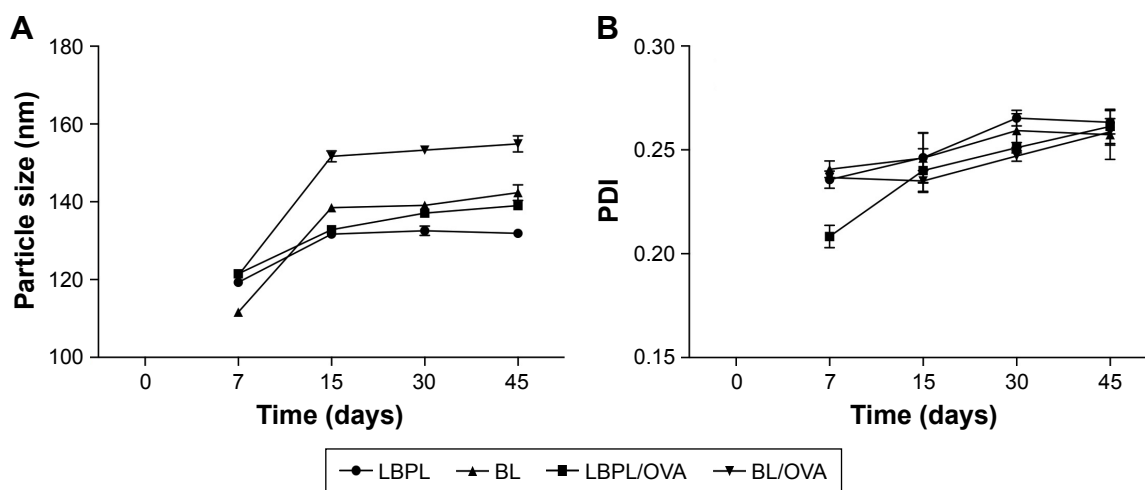 A
Particle size (nm)
180
160
140
120
100
0 7 15 30 45
Time (days)
B
PDI
0.30
0.25
0.20
0.15
0 7 15 30 45
Time (days)
LBPL BL LBPL/OVA BL/OVA